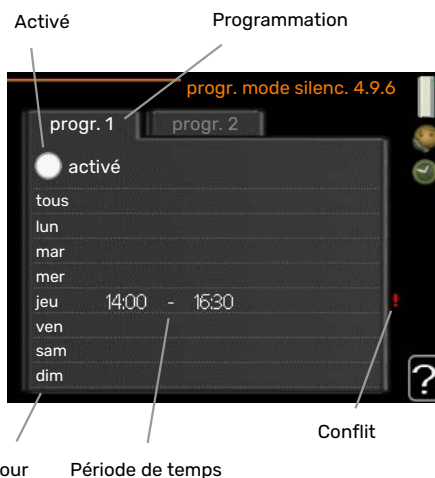 Activé
Programmation
progr. mode silenc. 4.9.6
progr. 1
progr. 2
activé
tous
lun
mar
mer
jeu 14:00 - 16:30 !
ven
sam
dim
?
Conflit
our
Période de temps